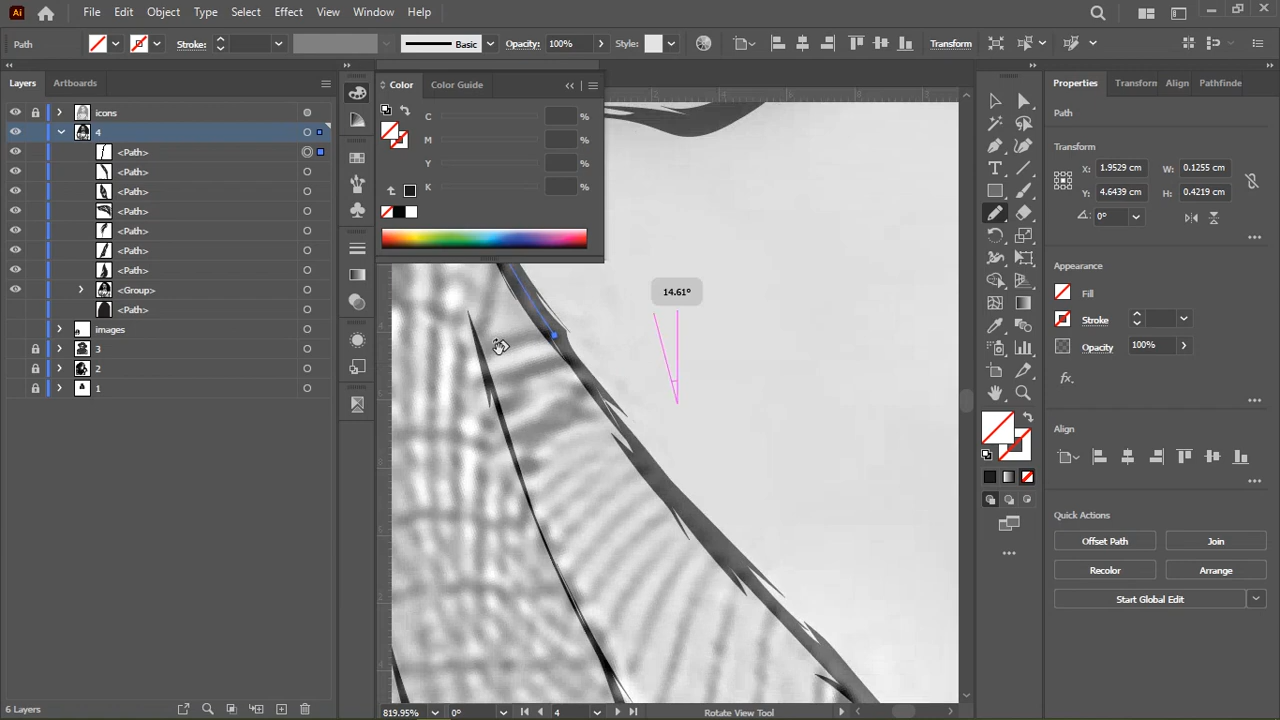 Ai File Edit Object Type Select Effect View Window Help
Path Stroke: Basic Opacity: 100% Style: Transform
Layers Artboards
icons
4
<Path>
<Path>
<Path>
<Path>
<Path>
<Path>
<Path>
<Group>
<Path>
images
3
2
1
6 Layers
Color Color Guide
C %
M %
Y %
K %
14.61°
819.95% 0° 4 Rotate View Tool
Properties Transform Align Pathfinde
Path
Transform
X: 1.9529 in W: 0.1255 in
Y: 4.6439 in H: 0.4219 in
0°
Appearance
Fill
Stroke
Opacity 100%
fx.
Align
Quick Actions
Offset Path Join
Recolor Arrange
Start Global Edit